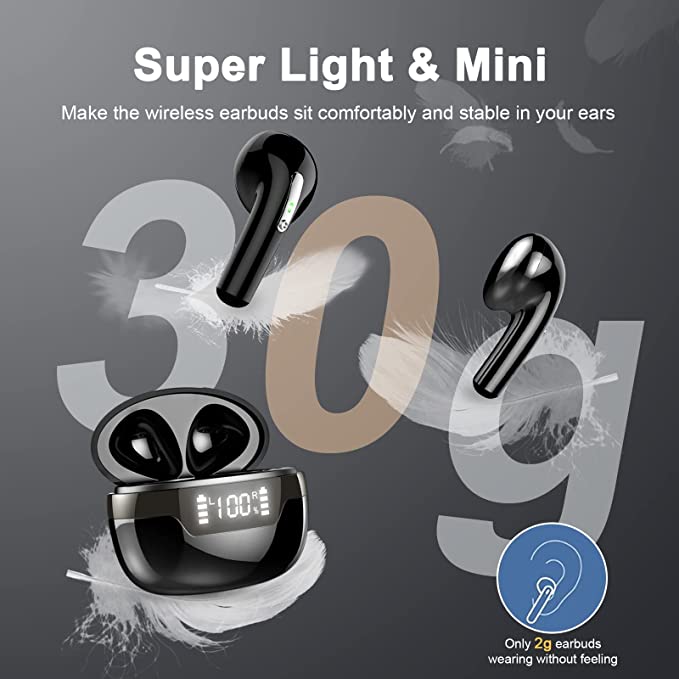 Super Light & Mini
Make the wireless earbuds sit comfortably and stable in your ears
30g
L 100% R
Only 2g earbuds
wearing without feeling